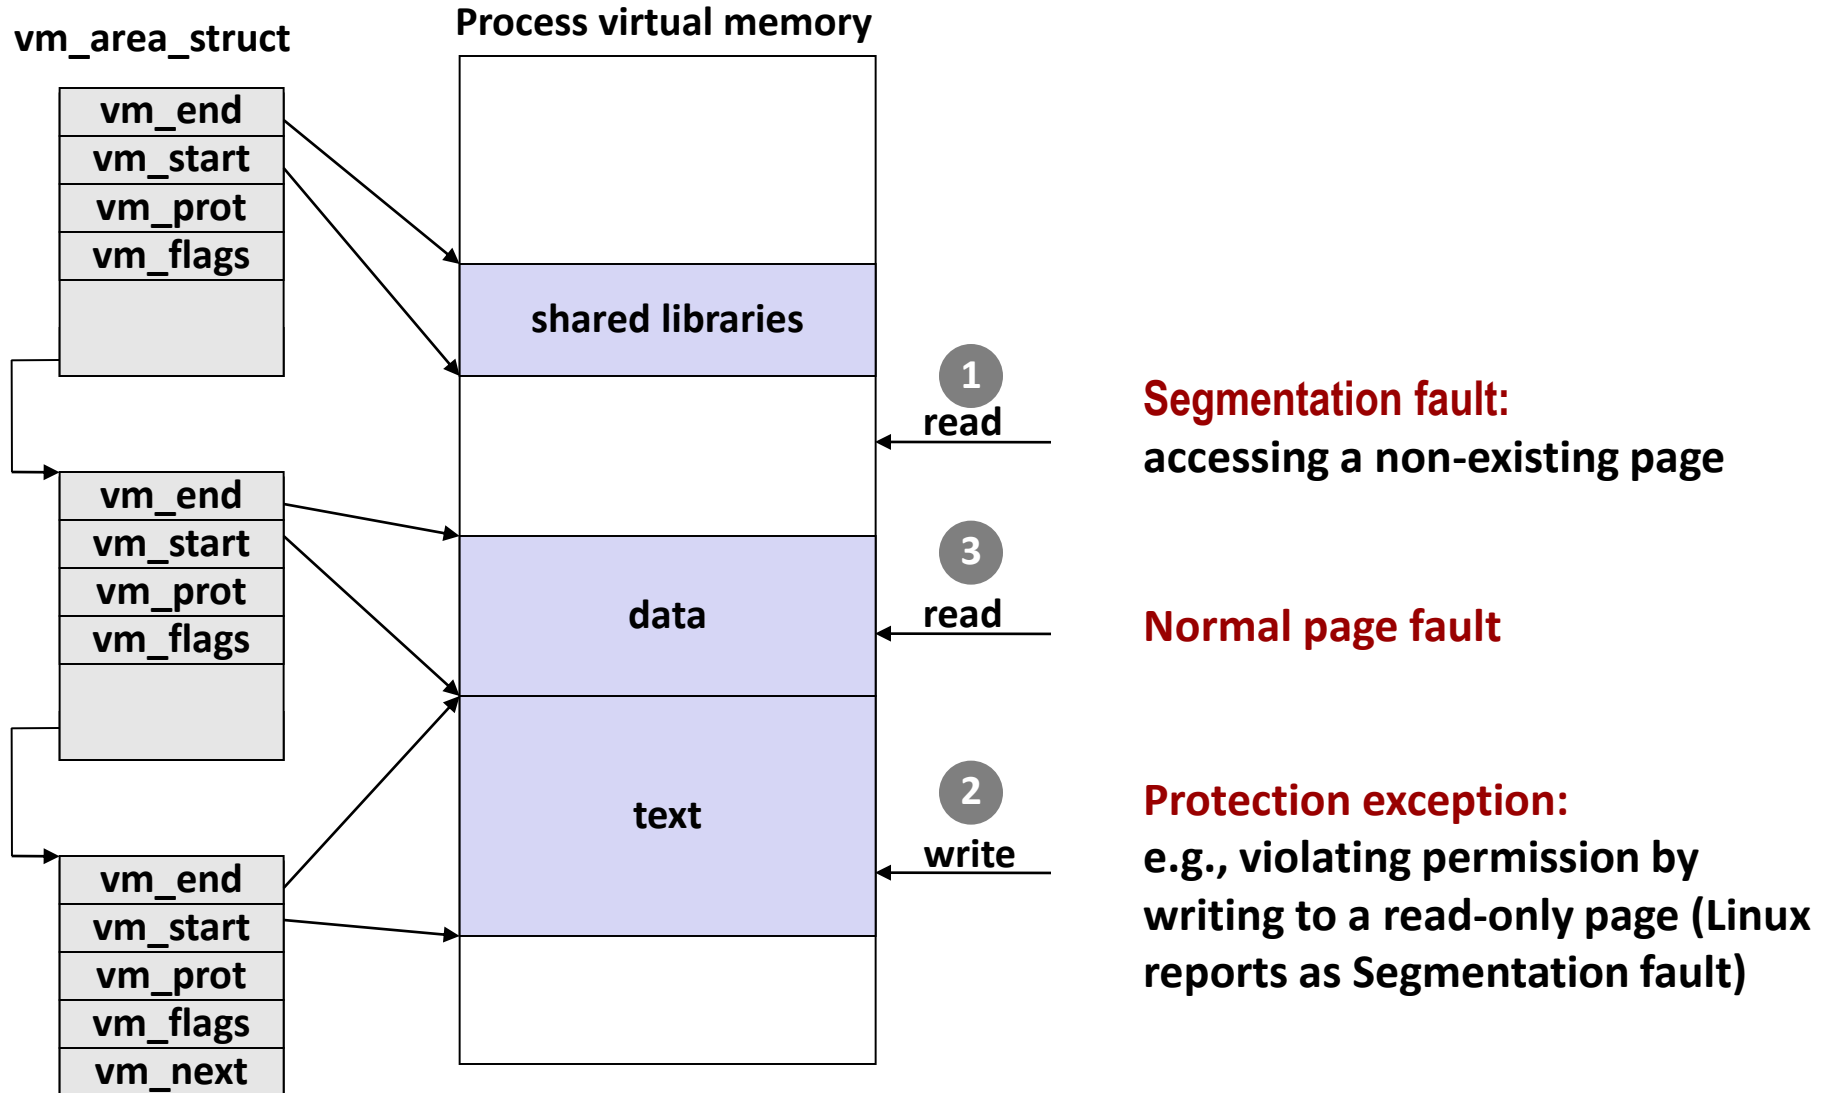 Process virtual memory
vm_area_struct
vm_end
vm_start
vm_prot
vm_flags
shared libraries
1
read
Segmentation fault:
accessing a non-existing page
vm_end
vm_start
vm_prot
vm_flags
data
3
read
Normal page fault
text
2
write
Protection exception:
e.g., violating permission by
writing to a read-only page (Linux
reports as Segmentation fault)
vm_end
vm_start
vm_prot
vm_flags
vm_next